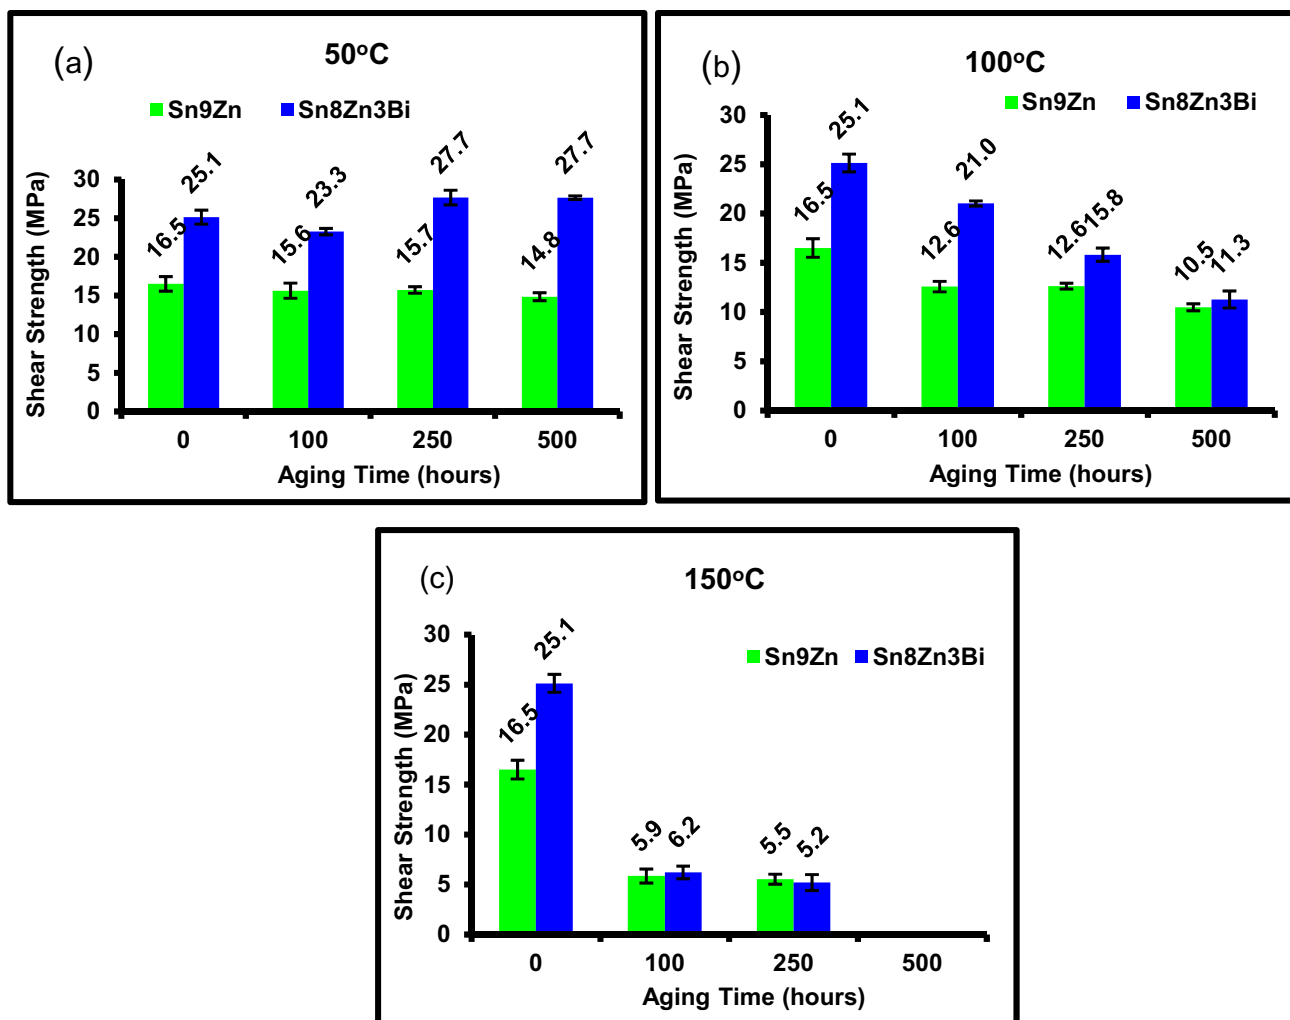 (a)
50°C
Sn9Zn Sn8Zn3Bi
16.5 25.1 15.6 23.3 15.7 27.7 14.8 27.7
Shear Strength (MPa)
30
25
20
15
10
5
0
0 100 250 500
Aging Time (hours)
(b)
100°C
Sn9Zn Sn8Zn3Bi
16.5 25.1 12.6 21.0 12.6 15.8 10.5 11.3
Shear Strength (MPa)
30
25
20
15
10
5
0
0 100 250 500
Aging Time (hours)
(c)
150°C
Sn9Zn Sn8Zn3Bi
16.5 25.1 5.9 6.2 5.5 5.2
Shear Strength (MPa)
30
25
20
15
10
5
0
0 100 250 500
Aging Time (hours)